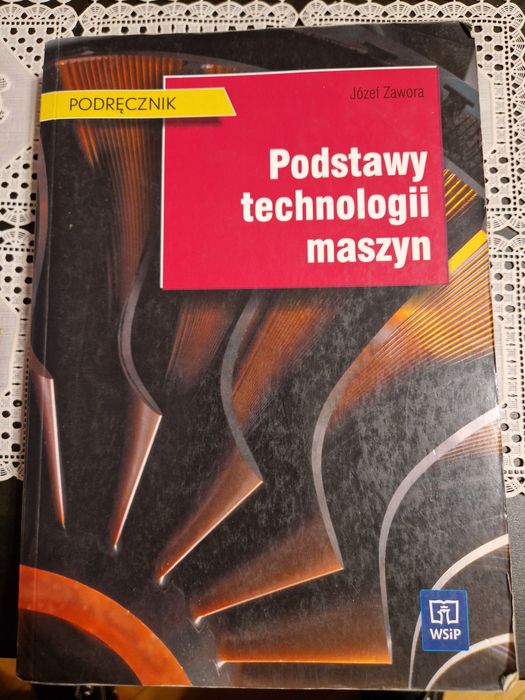 PODRĘCZNIK
Józef Zawora
Podstawy
technologii
maszyn
WSiP